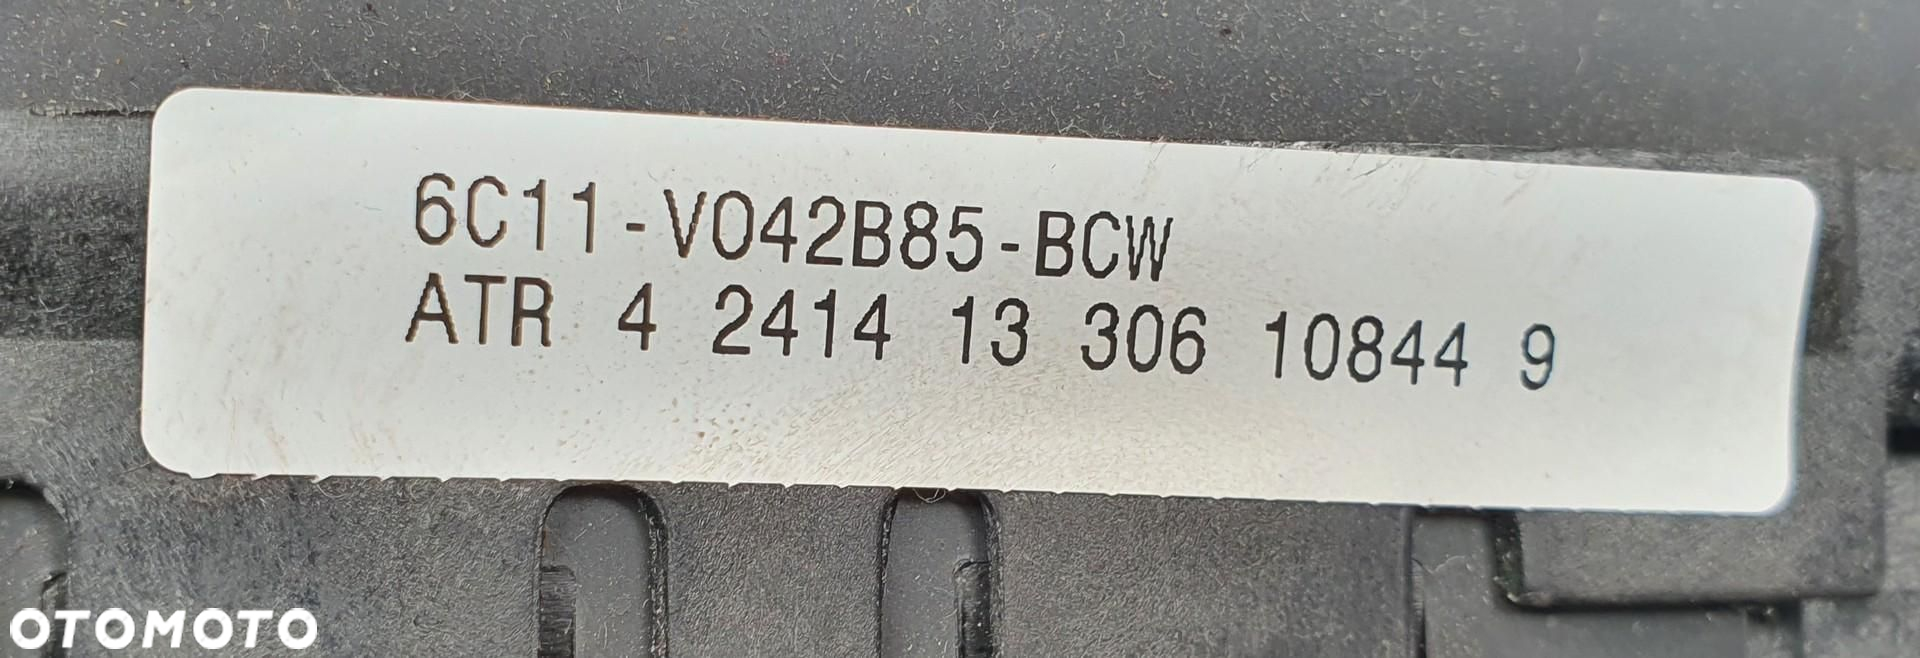 6C11-V042B85-BCW
ATR 4 2414 13 306 10844 9
OTOMOTO